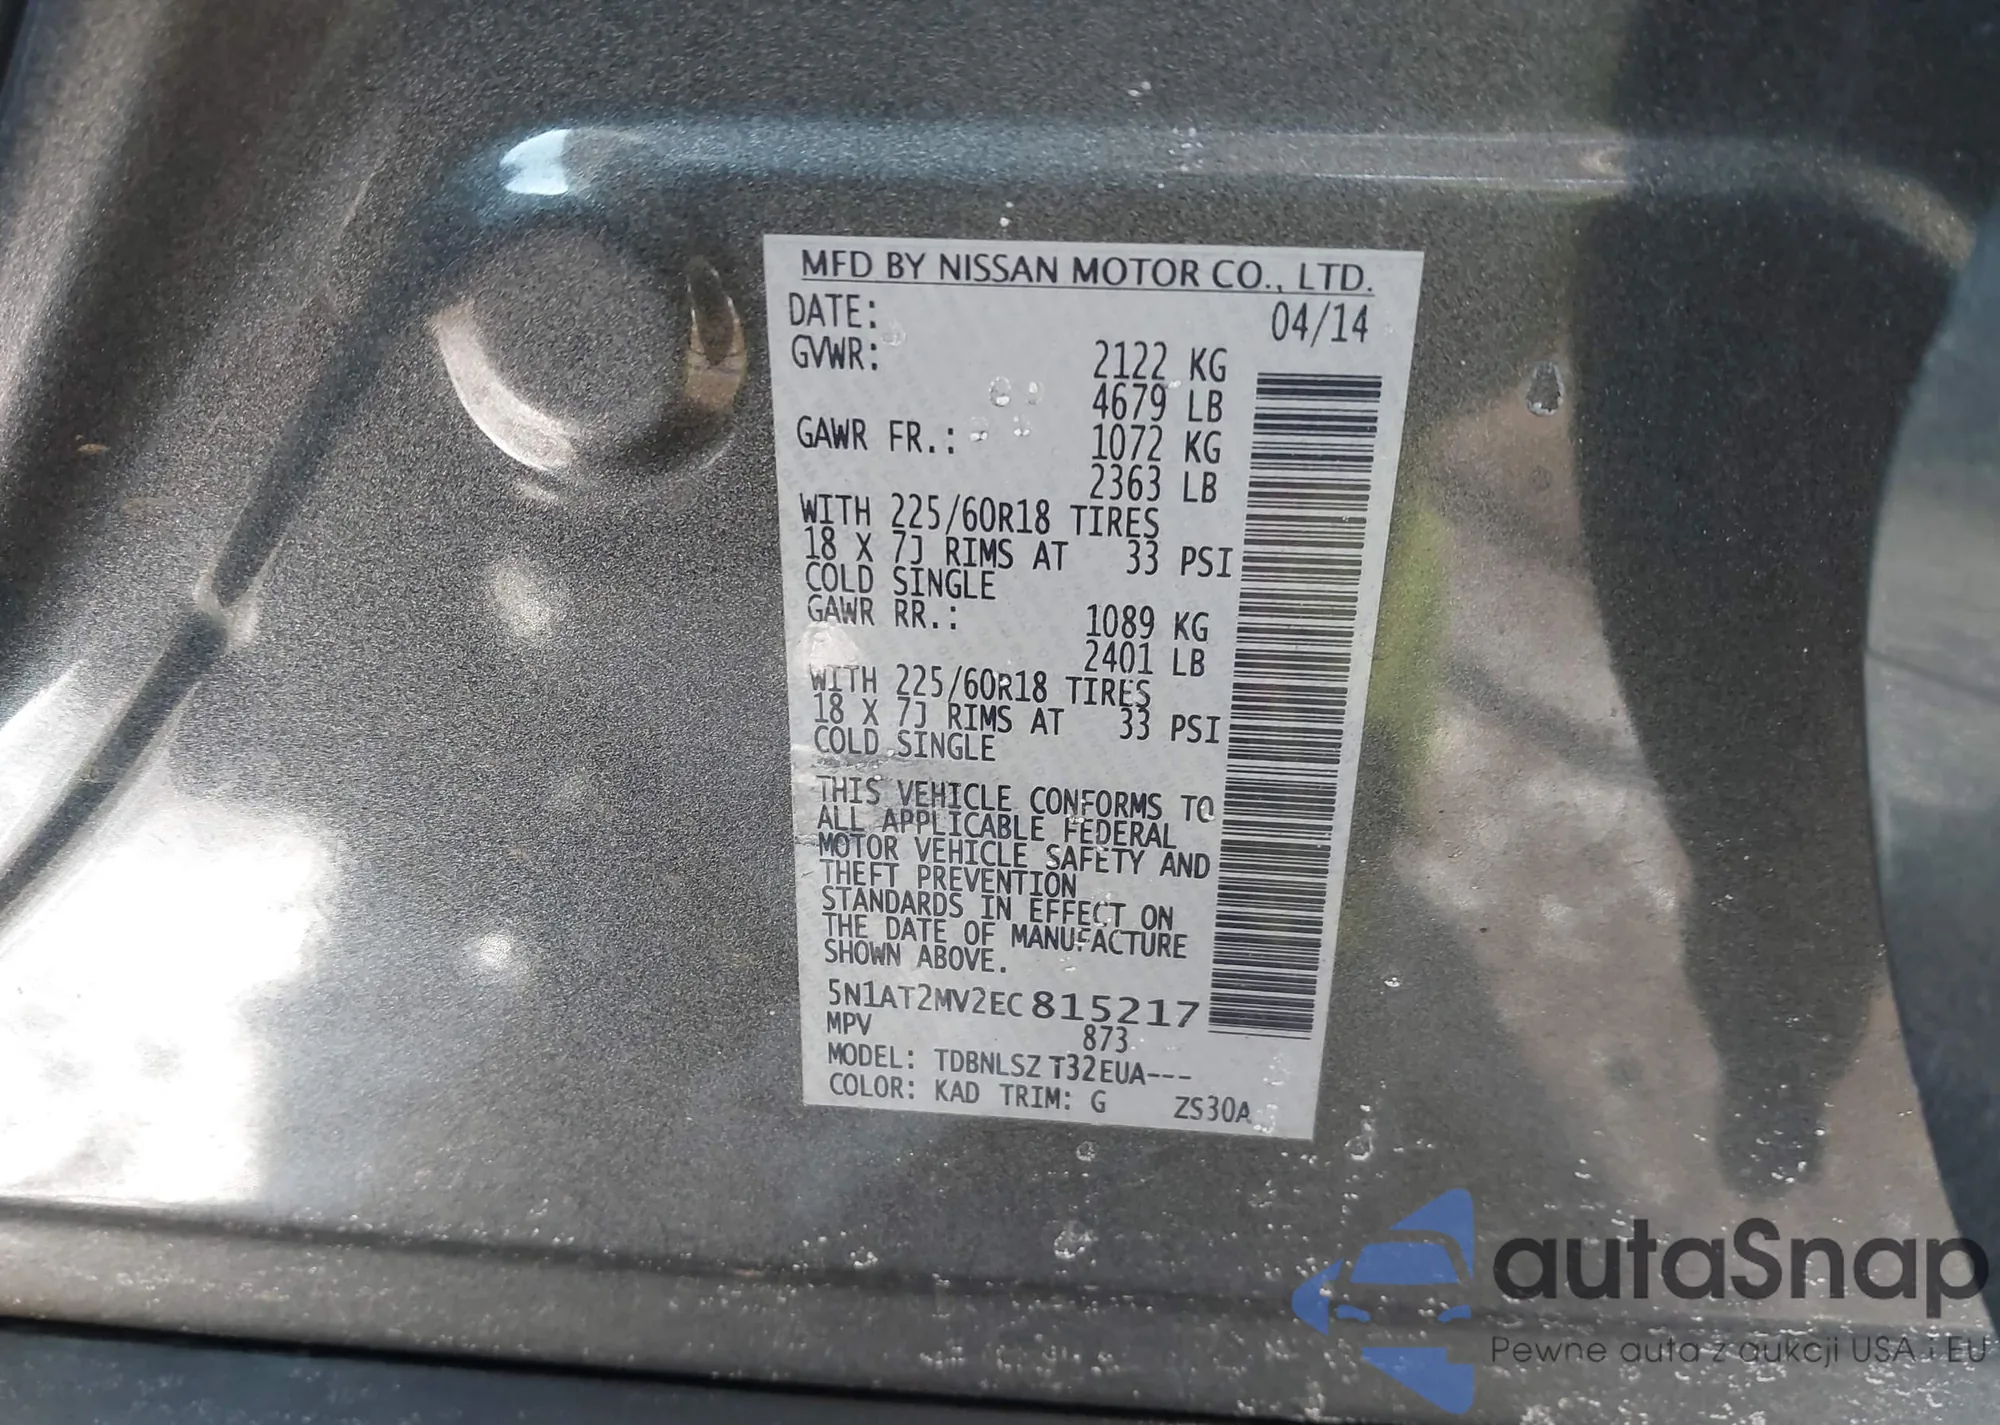 MFD BY NISSAN MOTOR CO., LTD.
DATE: 04/14
GVWR: 2122 KG
4679 LB
GAWR FR.: 1072 KG
2363 LB
WITH 225/60R18 TIRES
18 X 7J RIMS AT 33 PSI
COLD SINGLE
GAWR RR.: 1089 KG
2401 LB
WITH 225/60R18 TIRES
18 X 7J RIMS AT 33 PSI
COLD SINGLE
THIS VEHICLE CONFORMS TO
ALL APPLICABLE FEDERAL
MOTOR VEHICLE SAFETY AND
THEFT PREVENTION
STANDARDS IN EFFECT ON
THE DATE OF MANUFACTURE
SHOWN ABOVE.
5N1AT2MV2EC815217
MPV 873
MODEL: TDBNLSZ T32EUA---
COLOR: KAD TRIM: G ZS30A
autaSnap
Pewne auta z aukcji USA i EU